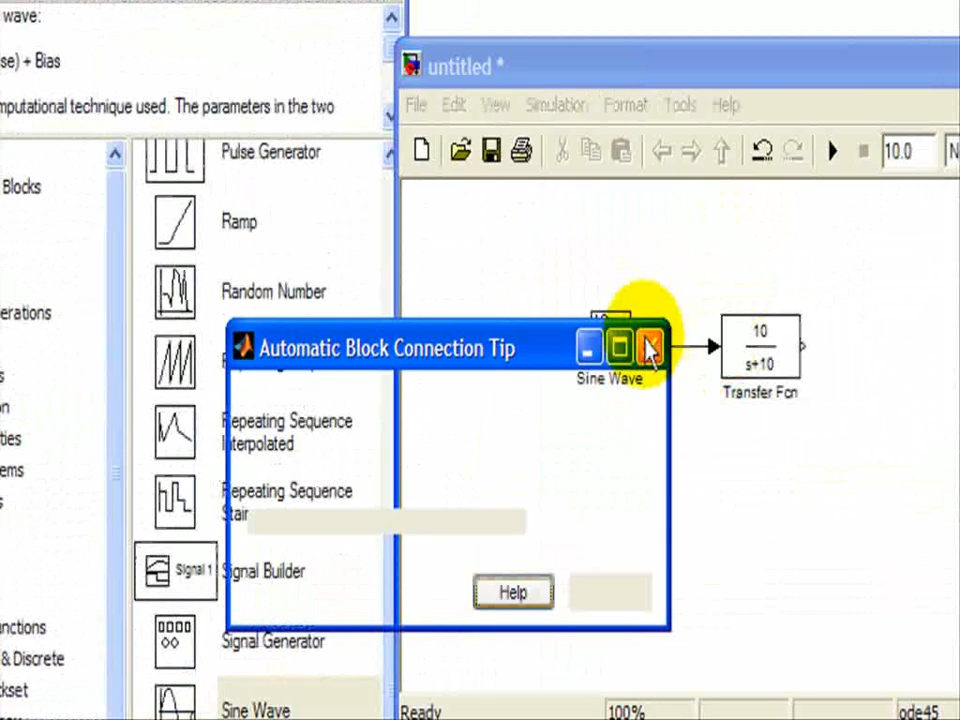 wave:
se) + Bias
mputational technique used. The parameters in the two
Blocks
erations
s
on
ties
ems
s
unctions
& Discrete
ckset
Pulse Generator
Ramp
Random Number
Repeating Sequence
Interpolated
Repeating Sequence
Stair
Signal 1
Signal Builder
Signal Generator
Sine Wave
untitled *
File Edit View Simulation Format Tools Help
10.0 N
Automatic Block Connection Tip
Help
Sine Wave
10
s+10
Transfer Fcn
Ready 100% ode45